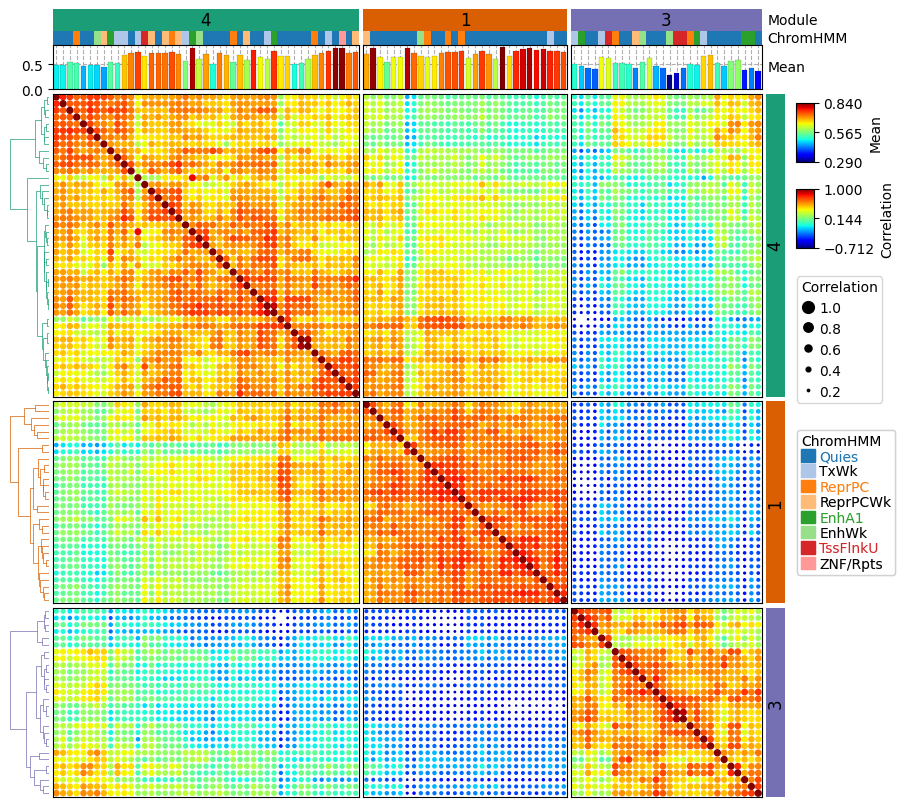 4
1
3
Module
ChromHMM
0.5
Mean
0.0
0.840
0.565
0.290
Mean
1.000
0.144
−0.712
Correlation
4
Correlation
1.0
0.8
0.6
0.4
0.2
ChromHMM
Quies
TxWk
ReprPC
ReprPCWk
EnhA1
EnhWk
TssFlnkU
ZNF/Rpts
1
3